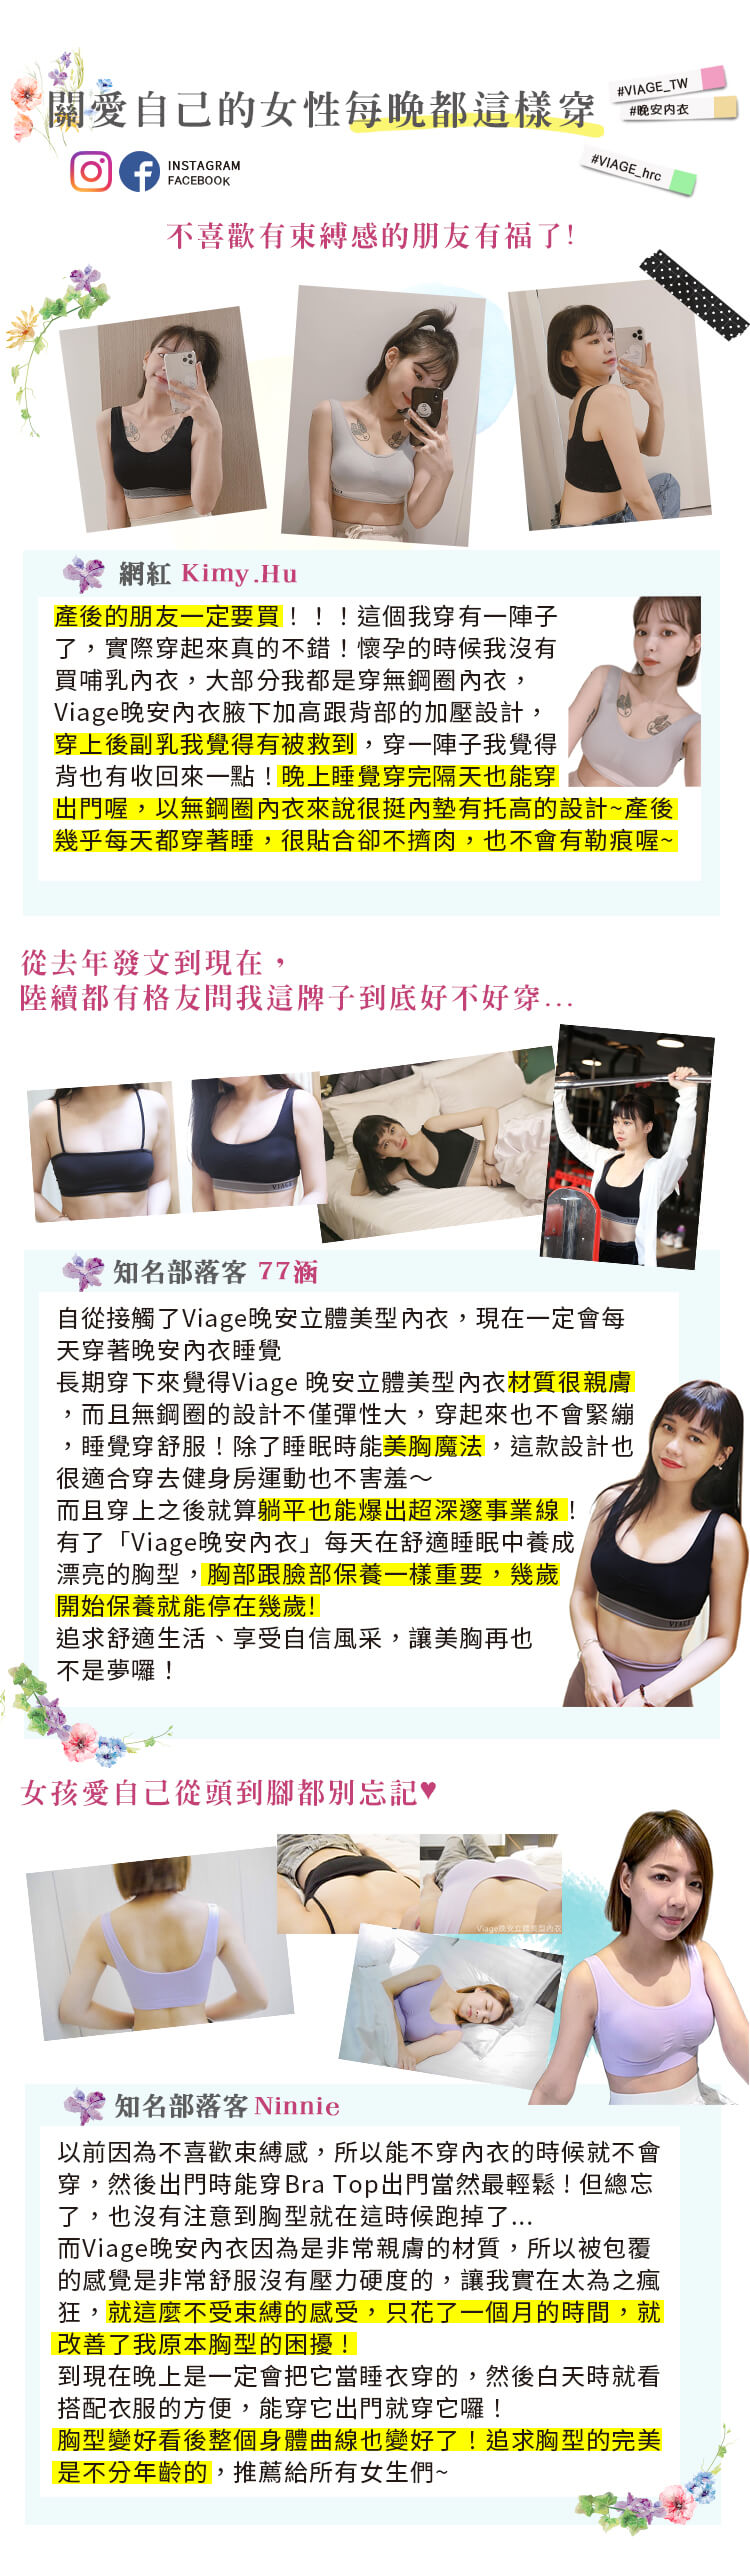 關愛自己的女性每晚都這樣穿
#VIAGE_TW
#晚安內衣
#VIAGE_hrc
INSTAGRAM
FACEBOOK
不喜歡有束縛感的朋友有福了!
網紅 Kimy.Hu
產後的朋友一定要買！！！這個我穿有一陣子
了，實際穿起來真的不錯！懷孕的時候我沒有
買哺乳內衣，大部分我都是穿無鋼圈內衣，
Viage晚安內衣腋下加高跟背部的加壓設計，
穿上後副乳我覺得有被救到，穿一陣子我覺得
背也有收回來一點！晚上睡覺穿完隔天也能穿
出門喔，以無鋼圈內衣來說很挺內墊有托高的設計~產後
幾乎每天都穿著睡，很貼合卻不擠肉，也不會有勒痕喔~
從去年發文到現在，
陸續都有格友問我這牌子到底好不好穿...
VIAGE
知名部落客 77涵
自從接觸了Viage晚安立體美型內衣，現在一定會每
天穿著晚安內衣睡覺
長期穿下來覺得Viage 晚安立體美型內衣材質很親膚
，而且無鋼圈的設計不僅彈性大，穿起來也不會緊繃
，睡覺穿舒服！除了睡眠時能美胸魔法，這款設計也
很適合穿去健身房運動也不害羞～
而且穿上之後就算躺平也能爆出超深邃事業線！
有了「Viage晚安內衣」每天在舒適睡眠中養成
漂亮的胸型，胸部跟臉部保養一樣重要，幾歲
開始保養就能停在幾歲!
追求舒適生活、享受自信風采，讓美胸再也
不是夢囉！
VIAGE
女孩愛自己從頭到腳都別忘記♥
Viage晚安立體美型內衣
知名部落客 Ninnie
以前因為不喜歡束縛感，所以能不穿內衣的時候就不會
穿，然後出門時能穿Bra Top出門當然最輕鬆！但總忘
了，也沒有注意到胸型就在這時候跑掉了...
而Viage晚安內衣因為是非常親膚的材質，所以被包覆
的感覺是非常舒服沒有壓力硬度的，讓我實在太為之瘋
狂，就這麼不受束縛的感受，只花了一個月的時間，就
改善了我原本胸型的困擾！
到現在晚上是一定會把它當睡衣穿的，然後白天時就看
搭配衣服的方便，能穿它出門就穿它囉！
胸型變好看後整個身體曲線也變好了！追求胸型的完美
是不分年齡的，推薦給所有女生們~